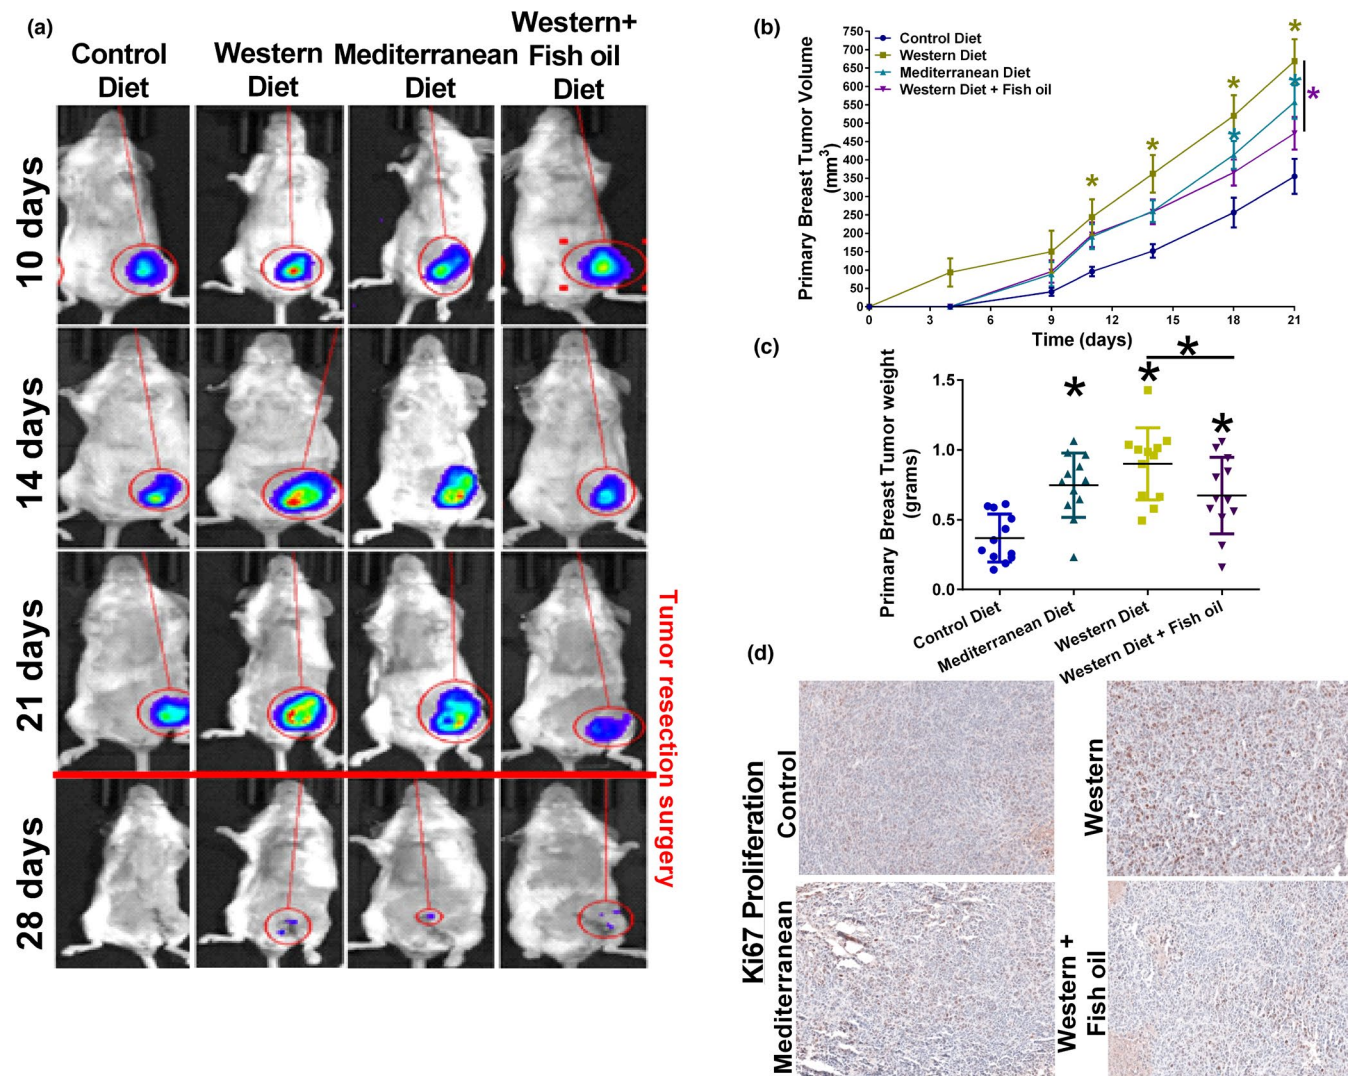 (a)
Control
Diet
Western
Diet
Mediterranean
Diet
Western+
Fish oil
Diet
10 days
14 days
21 days
28 days
Tumor resection surgery
(b)
Primary Breast Tumor Volume
(mm3)
750
700
650
600
550
500
450
400
350
300
250
200
150
100
50
0
Control Diet
Western Diet
Mediterranean Diet
Western Diet + Fish oil
*
*
*
*
*
*
*
0
3
6
9
12
15
18
21
Time (days)
(c)
Primary Breast Tumor weight
(grams)
1.5
1.0
0.5
0.0
*
*
*
*
Control Diet
Mediterranean Diet
Western Diet
Western Diet + Fish oil
(d)
Ki67 Proliferation
Control
Western
Mediterranean
Western +
Fish oil